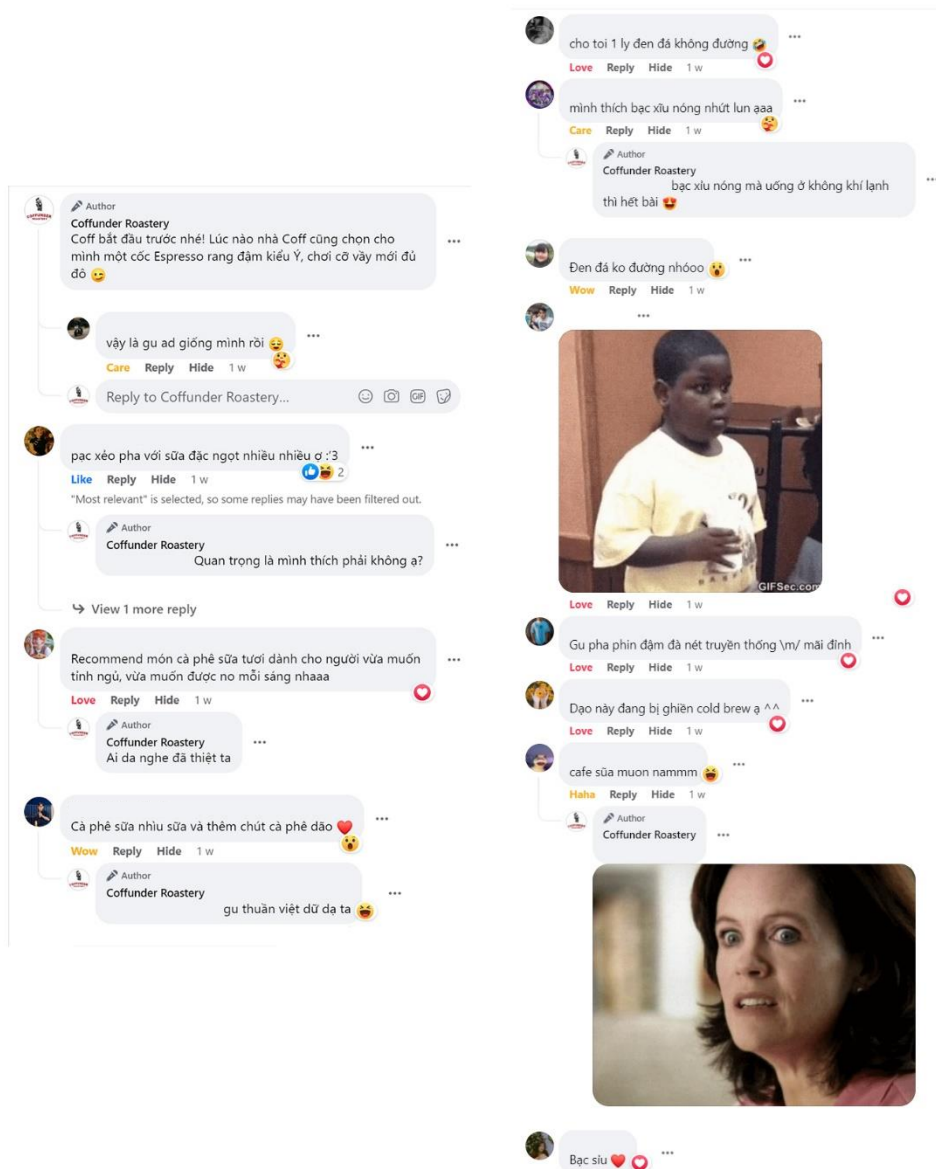 Author
Coffunder Roastery
Coff bắt đầu trước nhé! Lúc nào nhà Coff cũng chọn cho
mình một cốc Espresso rang đậm kiểu Ý, chơi cỡ vầy mới đủ
đô
vậy là gu ad giống mình rồi
Care Reply Hide 1 w
Reply to Coffunder Roastery...
GIF
pạc xẻo pha với sữa đặc ngọt nhiều nhiều ơ :'3
2
Like Reply Hide 1 w
"Most relevant" is selected, so some replies may have been filtered out.
Author
Coffunder Roastery
Quan trọng là mình thích phải không ạ?
View 1 more reply
Recommend món cà phê sữa tươi dành cho người vừa muốn
tỉnh ngủ, vừa muốn được no mỗi sáng nhaaa
Love Reply Hide 1 w
Author
Coffunder Roastery
Ai da nghe đã thiệt ta
Cà phê sữa nhìu sữa và thêm chút cà phê dão
Wow Reply Hide 1 w
Author
Coffunder Roastery
gu thuần việt dữ dạ ta
cho toi 1 ly đen đá không đường
Love Reply Hide 1 w
mình thích bạc xĩu nóng nhứt lun ạaa
Care Reply Hide 1 w
Author
Coffunder Roastery
bạc xỉu nóng mà uống ở không khí lạnh
thì hết bài
Đen đá ko đường nhóoo
Wow Reply Hide 1 w
GIFSec.com
Love Reply Hide 1 w
Gu pha phin đậm đà nét truyền thống \m/ mãi đỉnh
Love Reply Hide 1 w
Dạo này đang bị ghiền cold brew ạ ^^
Love Reply Hide 1 w
cafe sũa muon nammm
Haha Reply Hide 1 w
Author
Coffunder Roastery
Bạc síu